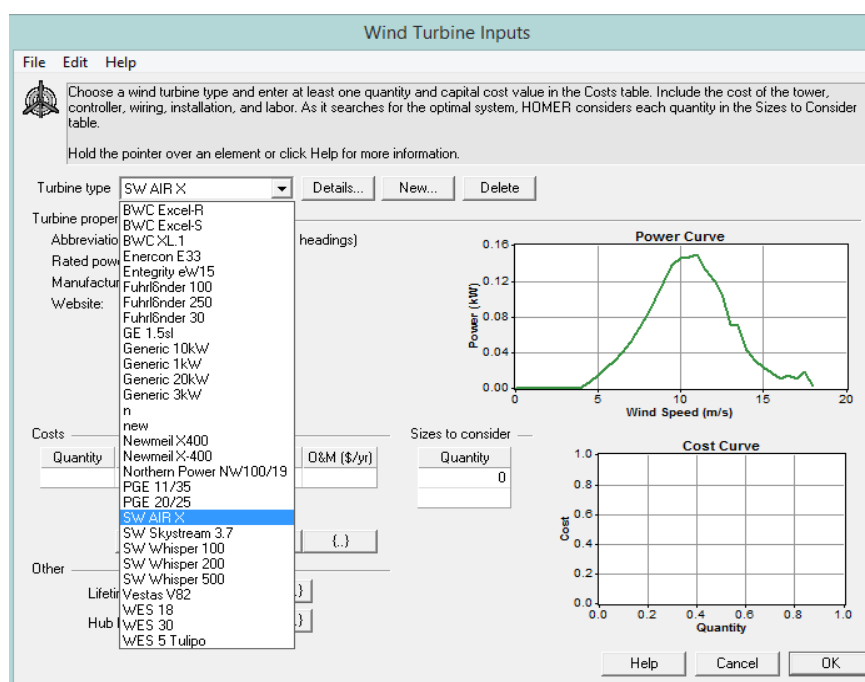 Wind Turbine Inputs
File Edit Help
Choose a wind turbine type and enter at least one quantity and capital cost value in the Costs table. Include the cost of the tower,
controller, wiring, installation, and labor. As it searches for the optimal system, HOMER considers each quantity in the Sizes to Consider
table.
Hold the pointer over an element or click Help for more information.
Turbine type SW AIR X Details... New... Delete
Turbine proper
Abbreviatio
headings)
Rated pow
Manufactur
Website:
BWC Excel-R
BWC Excel-S
BWC XL.1
Enercon E33
Entegrity eW15
Fuhrlδnder 100
Fuhrlδnder 250
Fuhrlδnder 30
GE 1.5sl
Generic 10kW
Generic 1kW
Generic 20kW
Generic 3kW
n
new
Newmeil X400
Newmeil X-400
Northern Power NW100/19
PGE 11/35
PGE 20/25
SW AIR X
SW Skystream 3.7
SW Whisper 100
SW Whisper 200
SW Whisper 500
Vestas V82
WES 18
WES 30
WES 5 Tulipo
Power Curve
Power (kW)
0.16
0.12
0.08
0.04
0.00
0 5 10 15 20
Wind Speed (m/s)
Costs
Quantity
O&M ($/yr)
{..}
Sizes to consider
Quantity
0
Cost Curve
Cost
1.0
0.8
0.6
0.4
0.2
0.0
0.0 0.2 0.4 0.6 0.8 1.0
Quantity
Other
Lifetir
.}
Hub
.}
Help Cancel OK